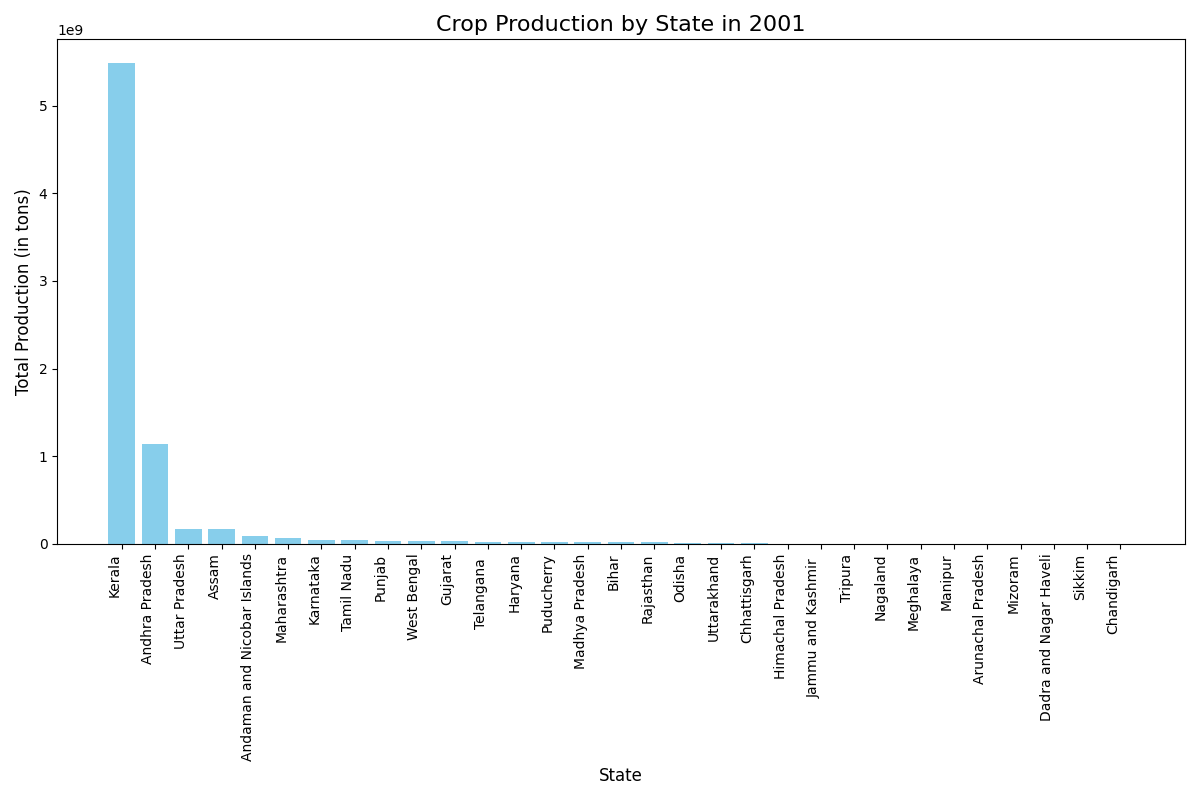 Crop Production by State in 2001
1e9
Total Production (in tons)
5
4
3
2
1
0
Kerala
Andhra Pradesh
Uttar Pradesh
Assam
Andaman and Nicobar Islands
Maharashtra
Karnataka
Tamil Nadu
Punjab
West Bengal
Gujarat
Telangana
Haryana
Puducherry
Madhya Pradesh
Bihar
Rajasthan
Odisha
Uttarakhand
Chhattisgarh
Himachal Pradesh
Jammu and Kashmir
Tripura
Nagaland
Meghalaya
Manipur
Arunachal Pradesh
Mizoram
Dadra and Nagar Haveli
Sikkim
Chandigarh
State